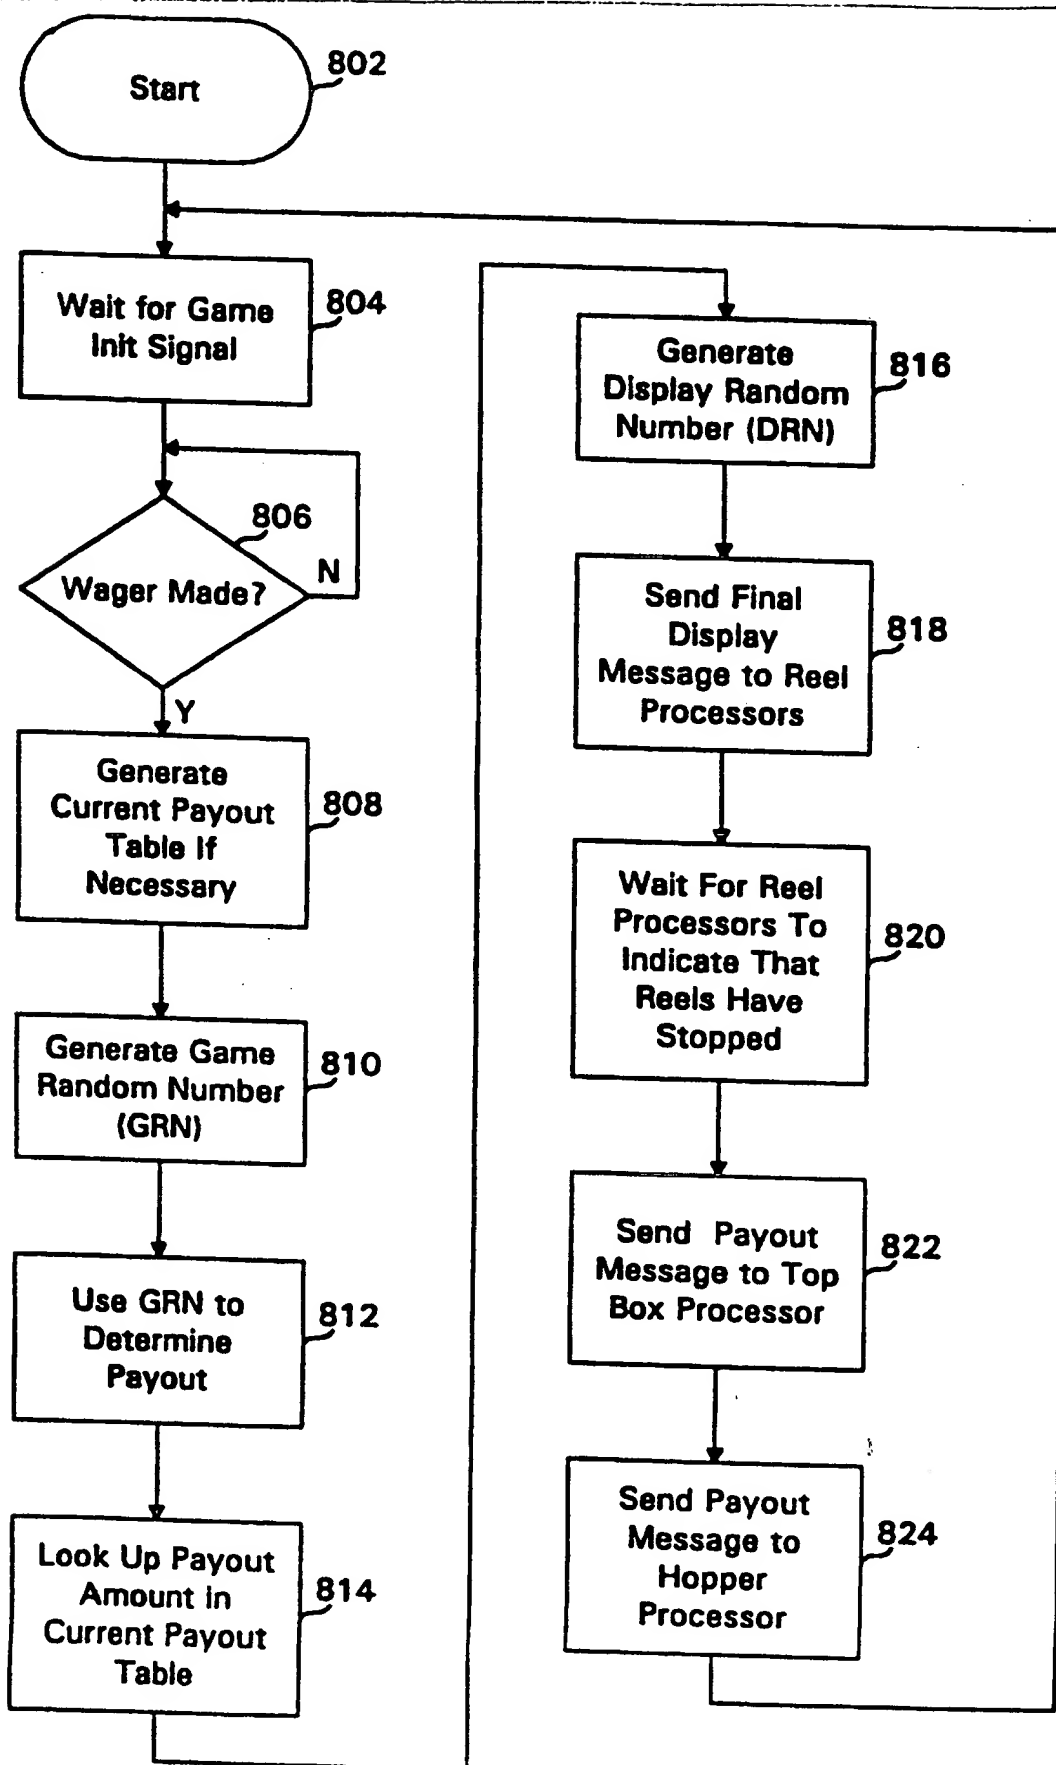 Start
802
Wait for Game
Init Signal
804
806
Wager Made?
N
Y
Generate
Current Payout
Table If
Necessary
808
Generate Game
Random Number
(GRN)
810
Use GRN to
Determine
Payout
812
Look Up Payout
Amount in
Current Payout
Table
814
Generate
Display Random
Number (DRN)
816
Send Final
Display
Message to Reel
Processors
818
Wait For Reel
Processors To
Indicate That
Reels Have
Stopped
820
Send Payout
Message to Top
Box Processor
822
Send Payout
Message to
Hopper
Processor
824